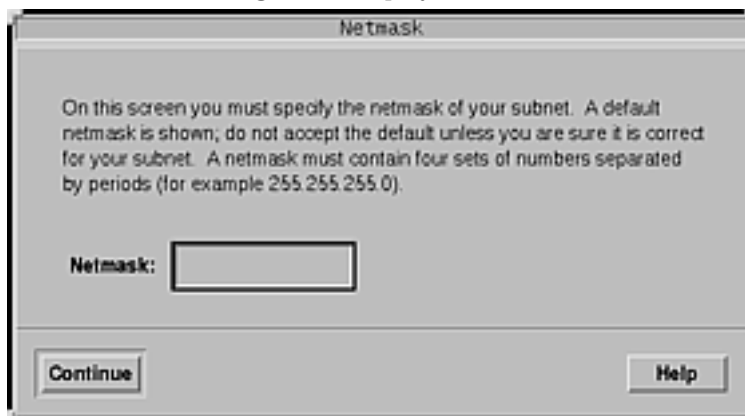 Netmask
On this screen you must specify the netmask of your subnet. A default
netmask is shown; do not accept the default unless you are sure it is correct
for your subnet. A netmask must contain four sets of numbers separated
by periods (for example 255.255.255.0).
Netmask:
Continue
Help